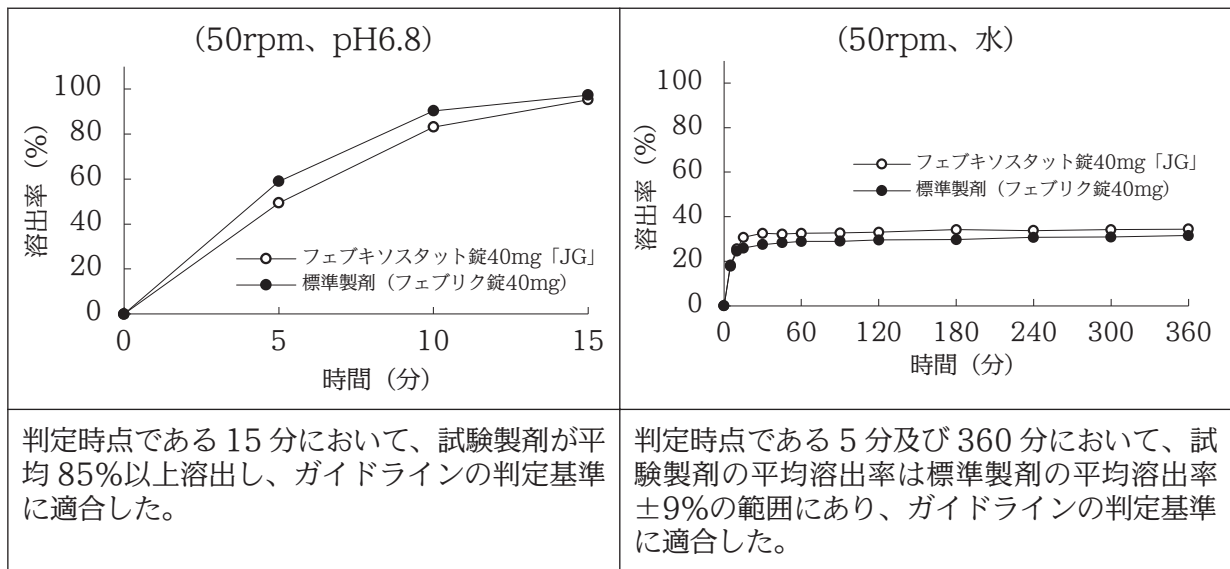 (50rpm、pH6.8)
100
80
60
40
20
0
溶出率(%)
フェブキソスタット錠40mg「JG」
標準製剤(フェブリク錠40mg)
0 5 10 15
時間(分)
判定時点である 15 分において、試験製剤が平
均 85%以上溶出し、ガイドラインの判定基準
に適合した。
(50rpm、水)
100
80
60
40
20
0
溶出率(%)
フェブキソスタット錠40mg「JG」
標準製剤(フェブリク錠40mg)
0 60 120 180 240 300 360
時間(分)
判定時点である 5 分及び 360 分において、試
験製剤の平均溶出率は標準製剤の平均溶出率
±9%の範囲にあり、ガイドラインの判定基準
に適合した。